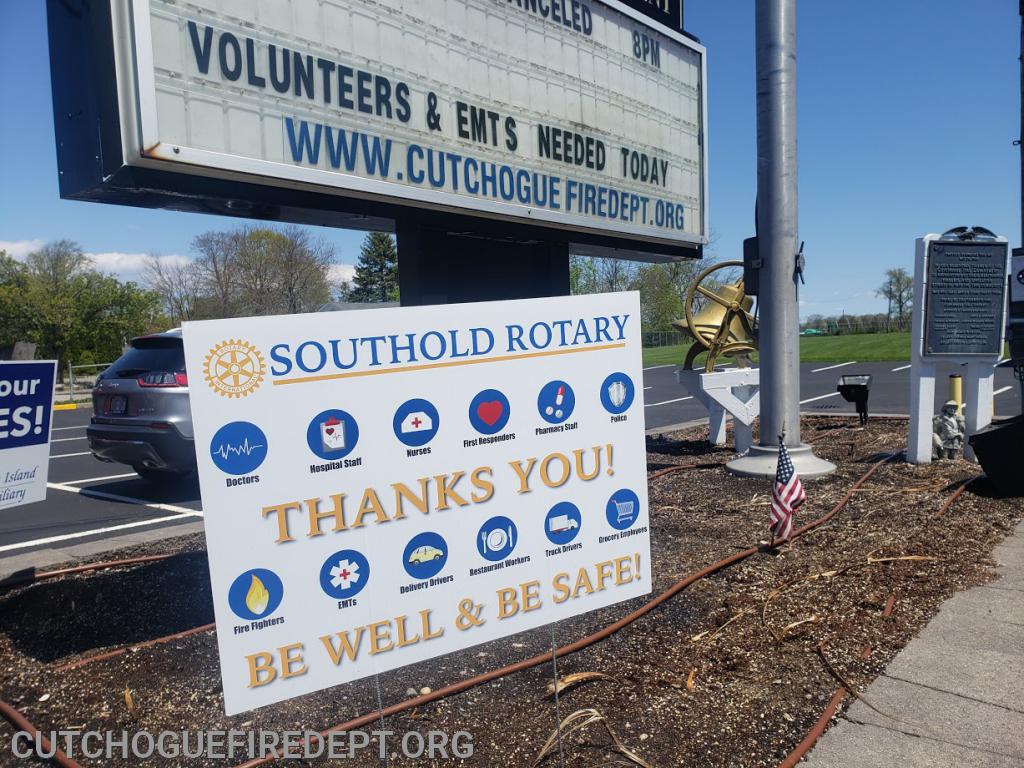 8PM
VOLUNTEERS & EMTS NEEDED TODAY
WWW.CUTCHOGUEFIREDEPT.ORG
SOUTHOLD ROTARY
Doctors
Hospital Staff
Nurses
First Responders
Pharmacy Staff
Police
THANKS YOU!
Fire Fighters
EMTs
Delivery Drivers
Restaurant Workers
Truck Drivers
Grocery Employees
BE WELL & BE SAFE!
our
ES!
Island
iliary
CUTCHOGUEFIREDEPT.ORG